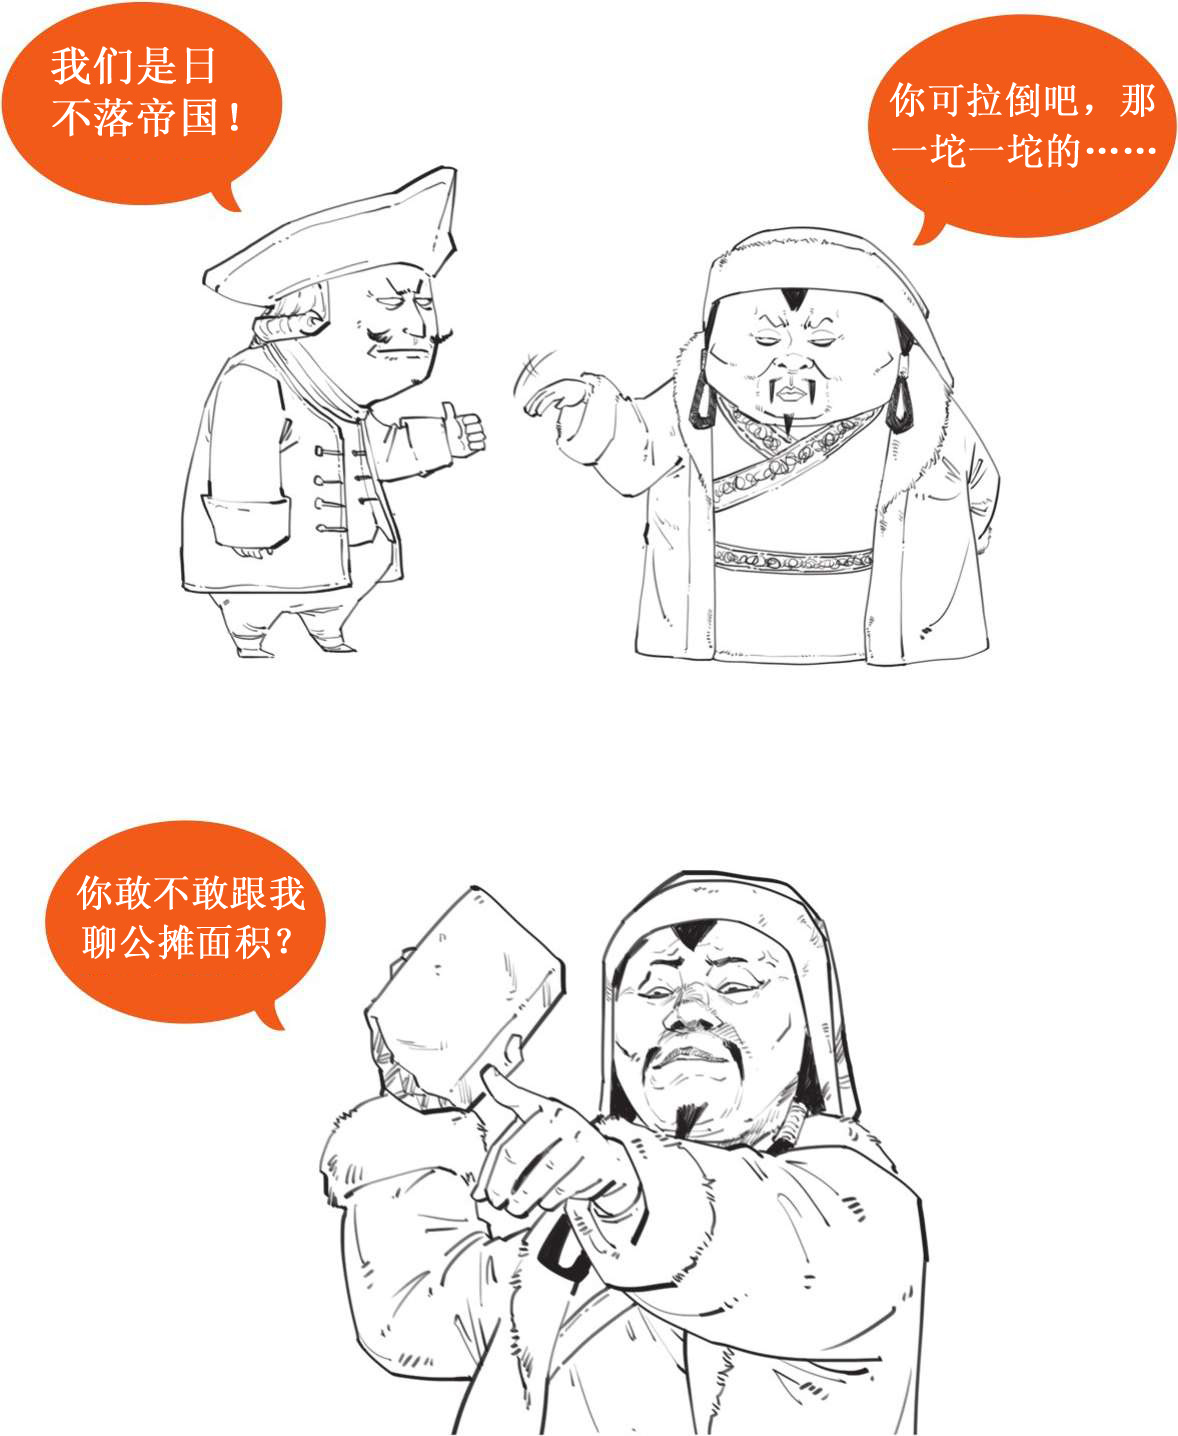 我们是日
不落帝国！
你可拉倒吧，那
一坨一坨的……
你敢不敢跟我
聊公摊面积？